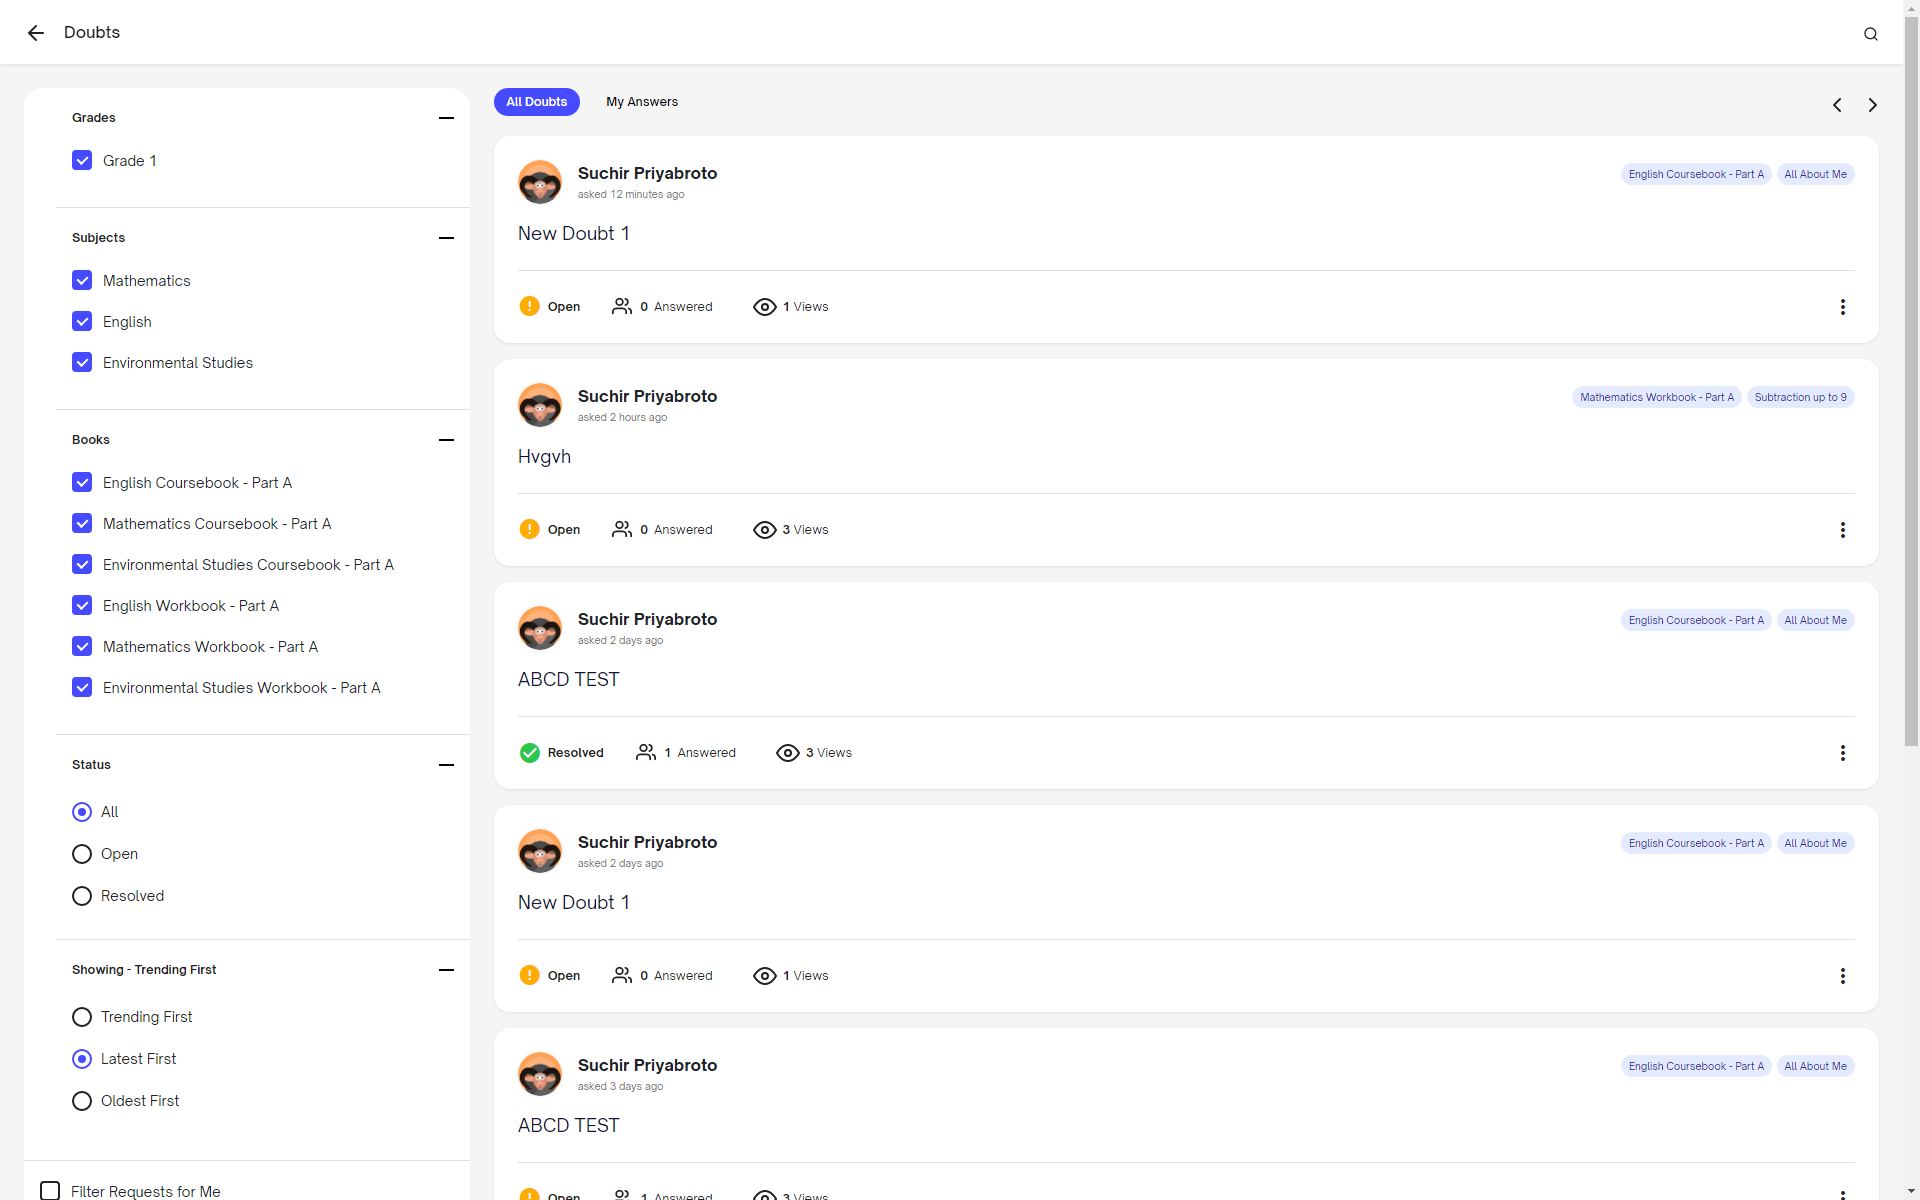 Doubts
Grades
Grade 1
Subjects
Mathematics
English
Environmental Studies
Books
English Coursebook - Part A
Mathematics Coursebook - Part A
Environmental Studies Coursebook - Part A
English Workbook - Part A
Mathematics Workbook - Part A
Environmental Studies Workbook - Part A
Status
All
Open
Resolved
Showing - Trending First
Trending First
Latest First
Oldest First
Filter Requests for Me
All Doubts My Answers
Suchir Priyabroto English Coursebook - Part A All About Me
asked 12 minutes ago
New Doubt 1
Open 0 Answered 1 Views
Suchir Priyabroto Mathematics Workbook - Part A Subtraction up to 9
asked 2 hours ago
Hvgvh
Open 0 Answered 3 Views
Suchir Priyabroto English Coursebook - Part A All About Me
asked 2 days ago
ABCD TEST
Resolved 1 Answered 3 Views
Suchir Priyabroto English Coursebook - Part A All About Me
asked 2 days ago
New Doubt 1
Open 0 Answered 1 Views
Suchir Priyabroto English Coursebook - Part A All About Me
asked 3 days ago
ABCD TEST
Open 1 Answered 3 Views